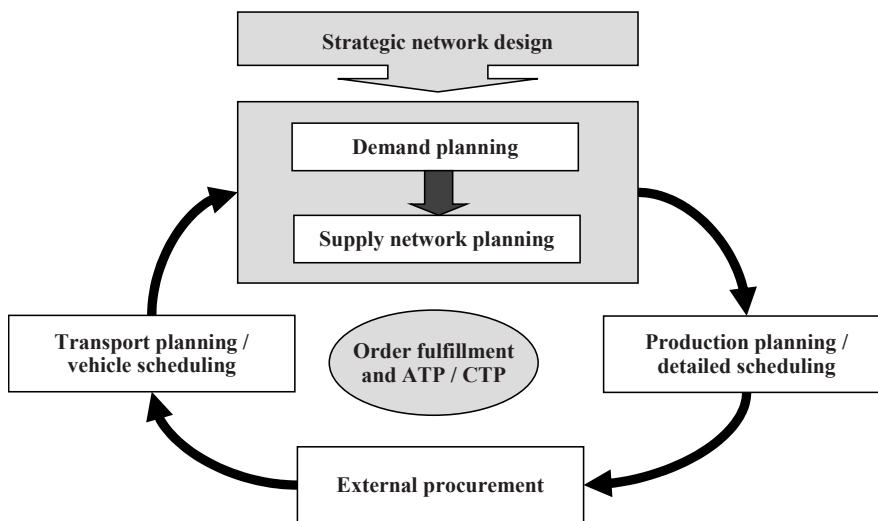 Strategic network design
Demand planning
Supply network planning
Transport planning /
vehicle scheduling
Order fulfillment
and ATP / CTP
Production planning /
detailed scheduling
External procurement